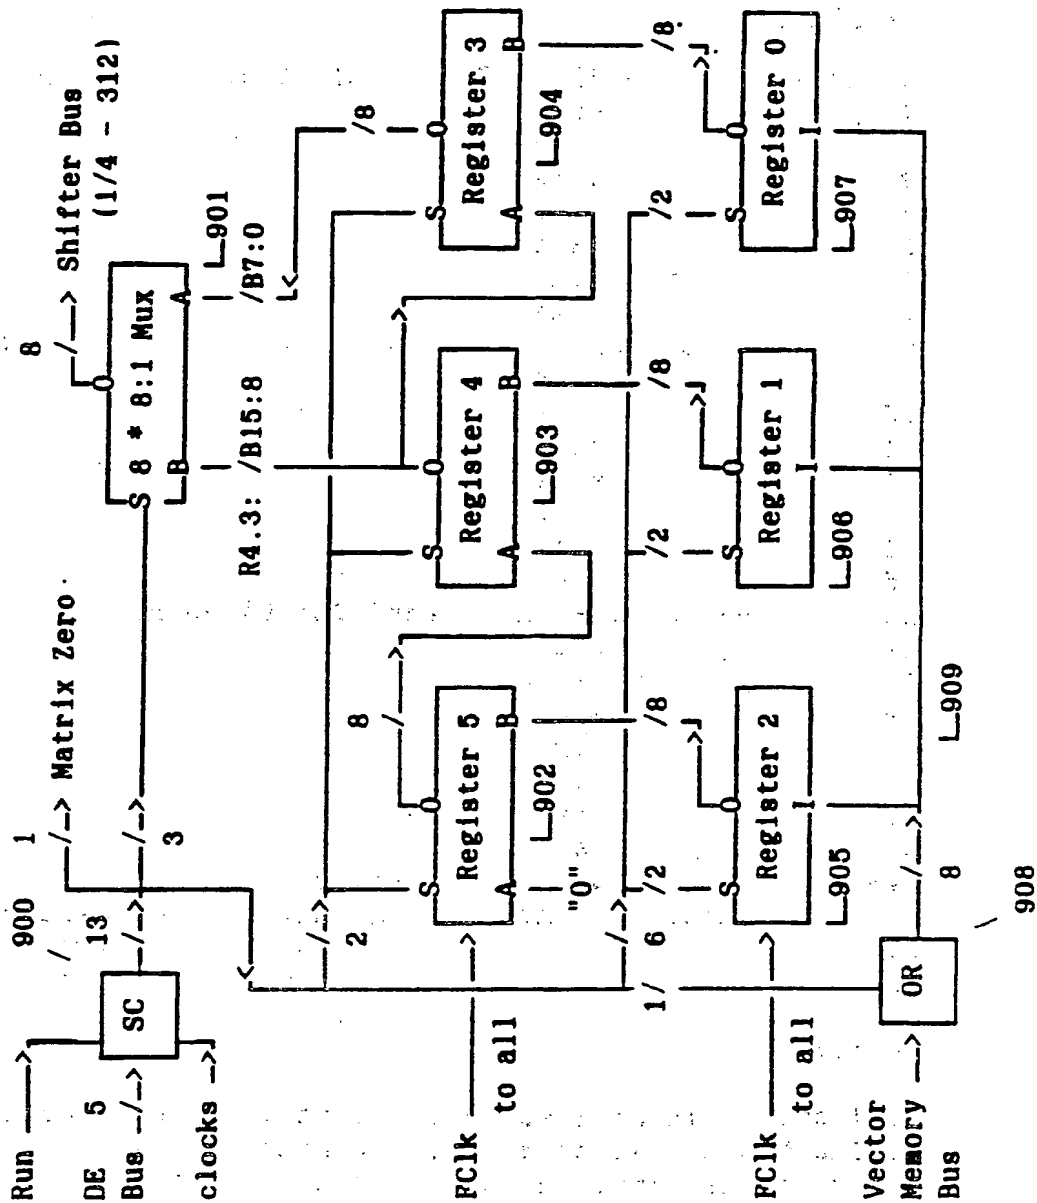 Run
900
1
8
Matrix Zero
Shifter Bus
(1/4 - 312)
DE 5
Bus
clocks
SC
13
3
S 8 * 8:1 Mux
O
B
A
901
R4.3: /B15:8
/B7:0
2
8
/8
S
O
Register 5
A
B
902
"0"
S
O
Register 4
A
B
903
S
O
Register 3
A
B
904
FClk
to all
6
1/
/2
/8
/2
/8
/2
/8
S
O
Register 2
I
905
S
O
Register 1
I
906
S
O
Register 0
I
907
FClk
to all
Vector
Memory
Bus
OR
8
909
908